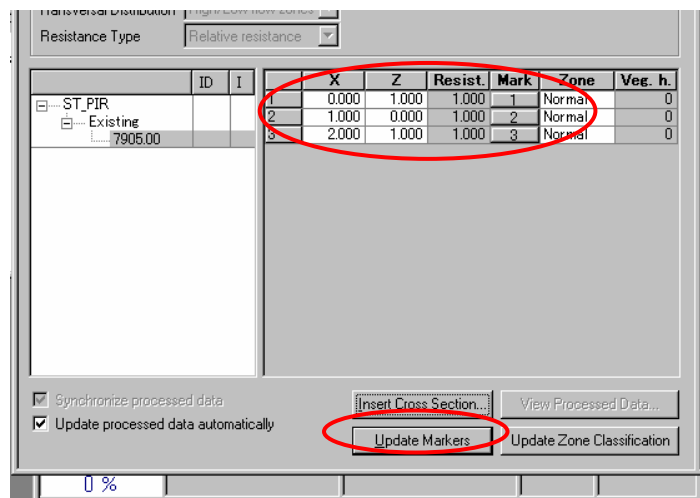 Transversal Distribution High/Low flow zones
Resistance Type Relative resistance
ID I
ST_PIR
Existing
7905.00
X Z Resist. Mark Zone Veg. h.
1 0.000 1.000 1.000 1 Normal 0
2 1.000 0.000 1.000 2 Normal 0
3 2.000 1.000 1.000 3 Normal 0
Synchronize processed data
Update processed data automatically
Insert Cross Section... View Processed Data...
Update Markers Update Zone Classification
0 %